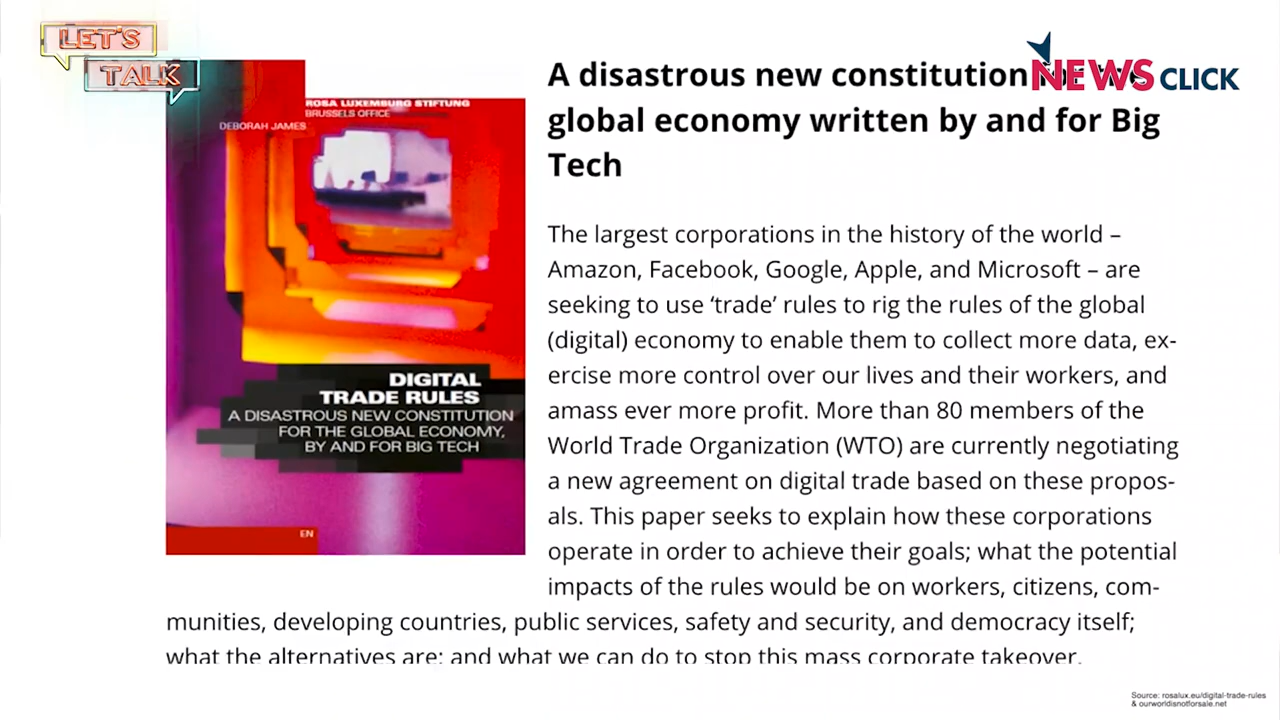 LET'S
TALK
NEWS CLICK
ROSA LUXEMBURG STIFTUNG
BRUSSELS OFFICE
DEBORAH JAMES
DIGITAL
TRADE RULES
A DISASTROUS NEW CONSTITUTION
FOR THE GLOBAL ECONOMY,
BY AND FOR BIG TECH
EN
A disastrous new constitution
global economy written by and for Big
Tech
The largest corporations in the history of the world –
Amazon, Facebook, Google, Apple, and Microsoft – are
seeking to use ‘trade’ rules to rig the rules of the global
(digital) economy to enable them to collect more data, ex-
ercise more control over our lives and their workers, and
amass ever more profit. More than 80 members of the
World Trade Organization (WTO) are currently negotiating
a new agreement on digital trade based on these propos-
als. This paper seeks to explain how these corporations
operate in order to achieve their goals; what the potential
impacts of the rules would be on workers, citizens, com-
munities, developing countries, public services, safety and security, and democracy itself;
what the alternatives are; and what we can do to stop this mass corporate takeover.
Source: rosalux.eu/digital-trade-rules
& ourworldisnotforsale.net